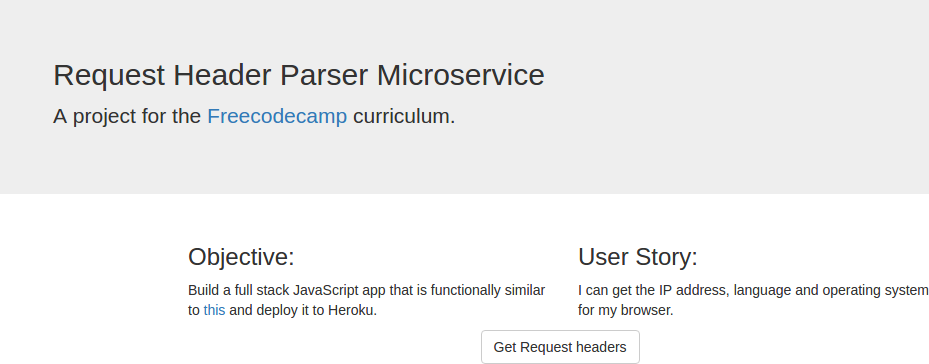 Request Header Parser Microservice
A project for the Freecodecamp curriculum.
Objective:
Build a full stack JavaScript app that is functionally similar
to this and deploy it to Heroku.
User Story:
I can get the IP address, language and operating system
for my browser.
Get Request headers